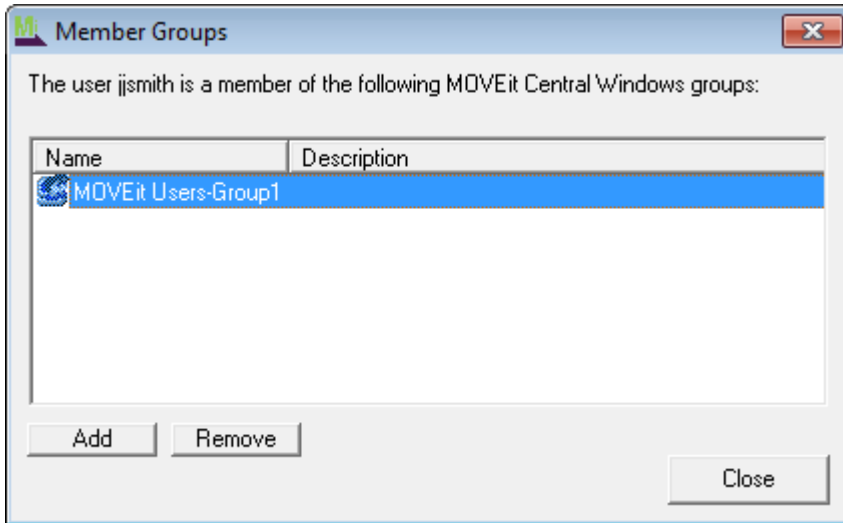 Member Groups
The user jjsmith is a member of the following MOVEit Central Windows groups:
Name Description
MOVEit Users-Group1
Add Remove
Close